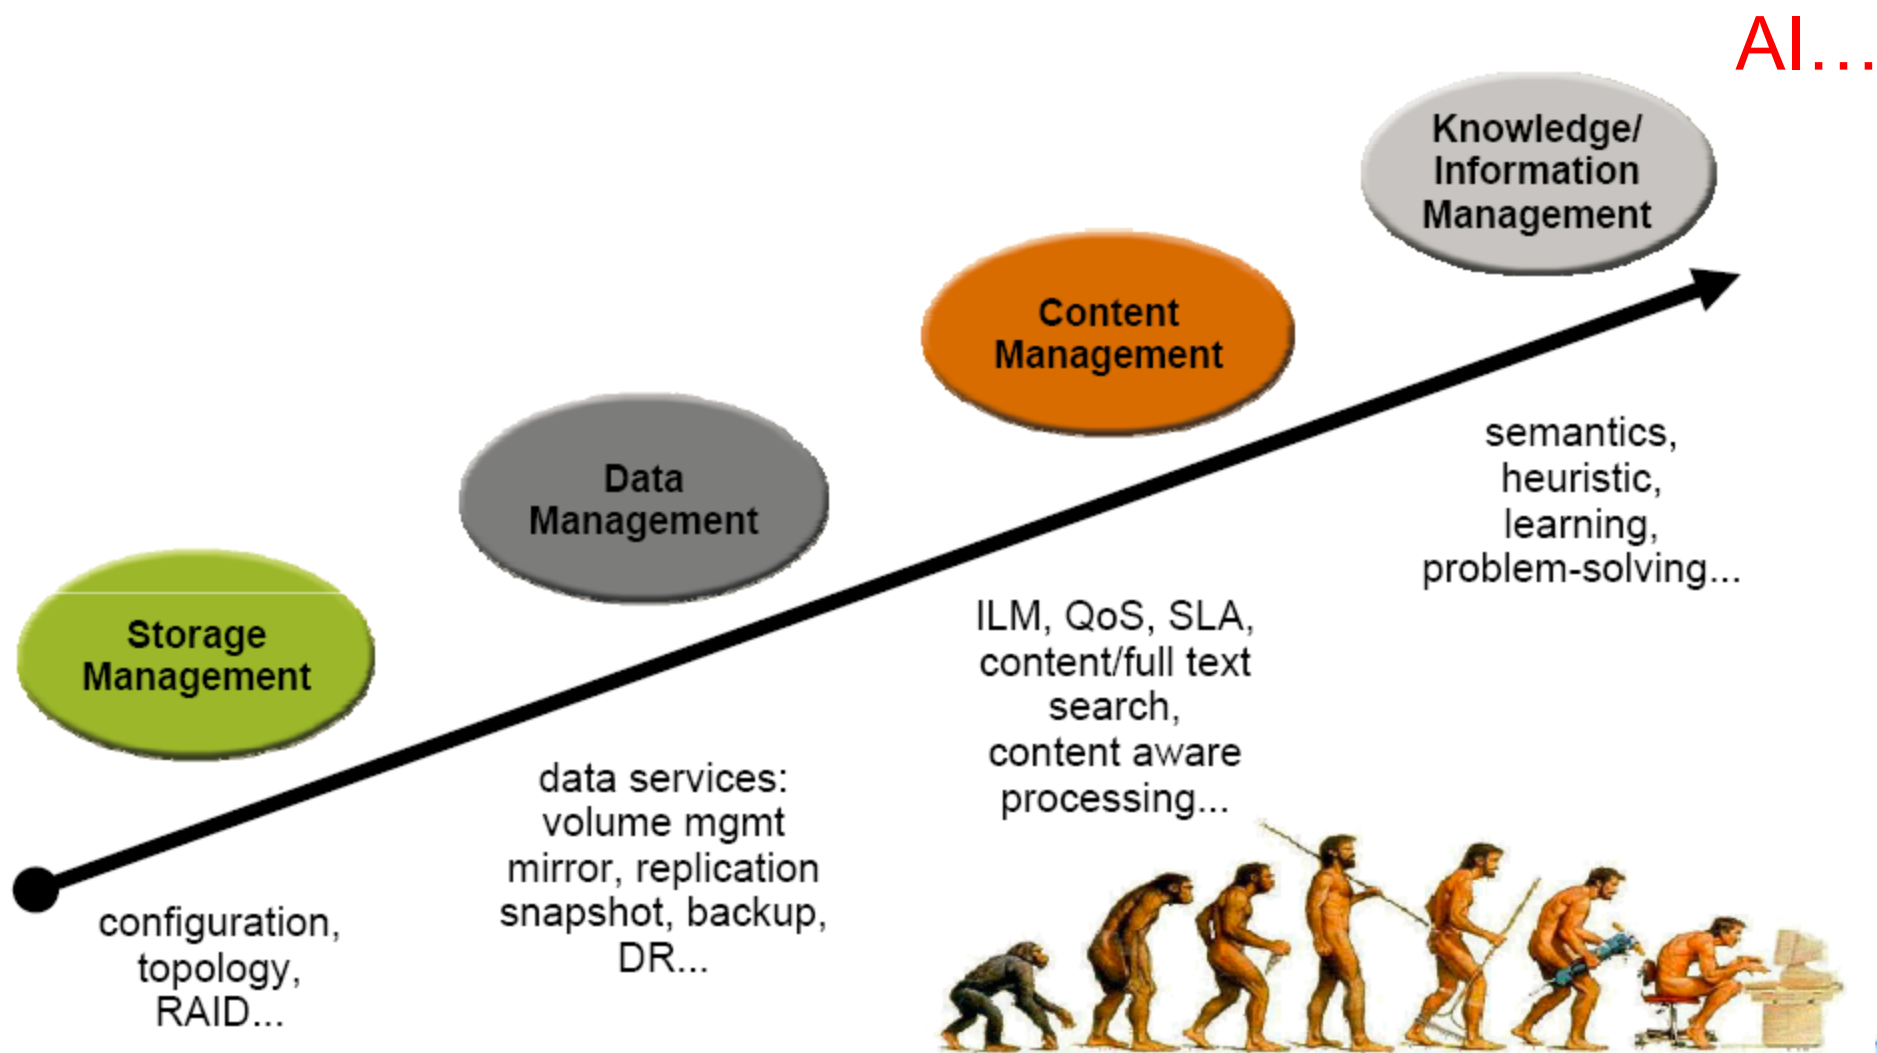 AI…
Knowledge/
Information
Management
Content
Management
Data
Management
Storage
Management
semantics,
heuristic,
learning,
problem-solving...
ILM, QoS, SLA,
content/full text
search,
content aware
processing...
data services:
volume mgmt
mirror, replication
snapshot, backup,
DR...
configuration,
topology,
RAID...